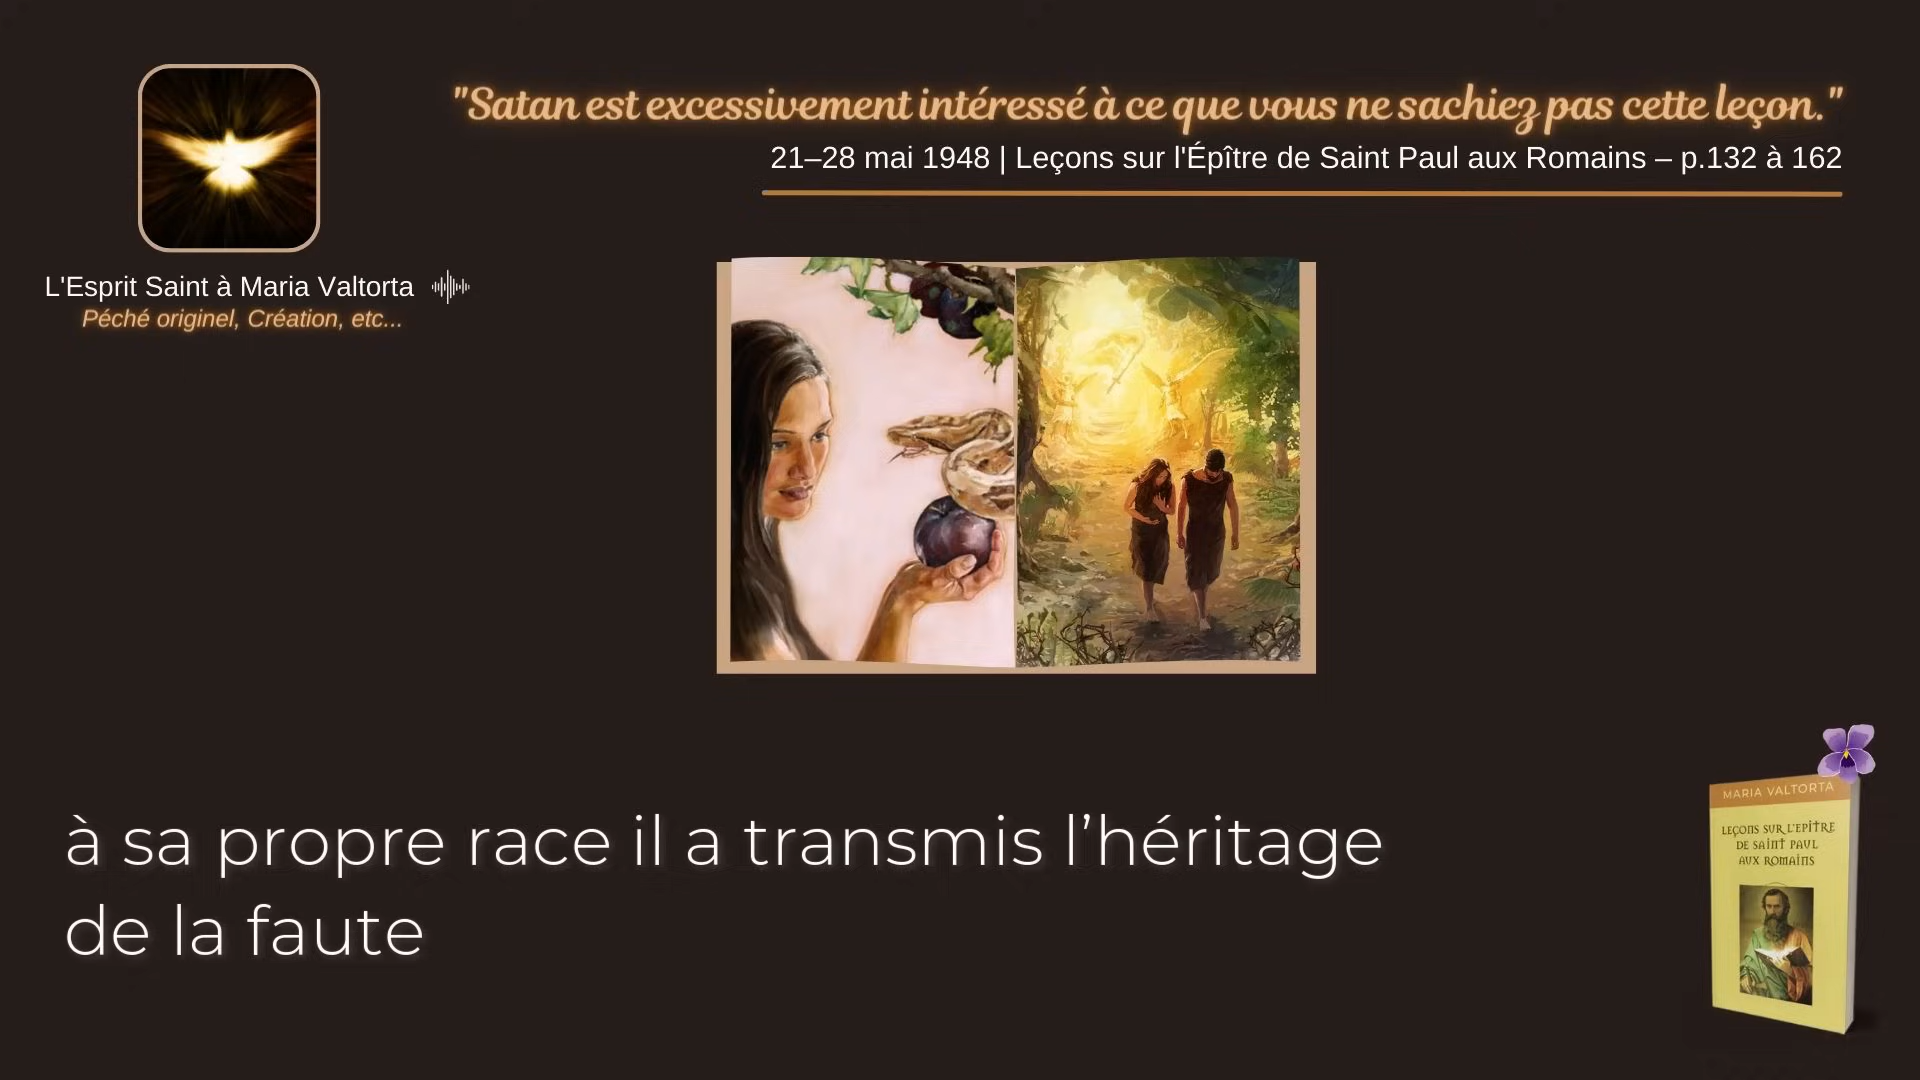 "Satan est excessivement intéressé à ce que vous ne sachiez pas cette leçon."
21–28 mai 1948 | Leçons sur l'Épître de Saint Paul aux Romains – p.132 à 162
L'Esprit Saint à Maria Valtorta
Péché originel, Création, etc...
à sa propre race il a transmis l’héritage
de la faute
MARIA VALTORTA
LEÇONS SUR L'EPÎTRE
DE SAINT PAUL
AUX ROMAINS